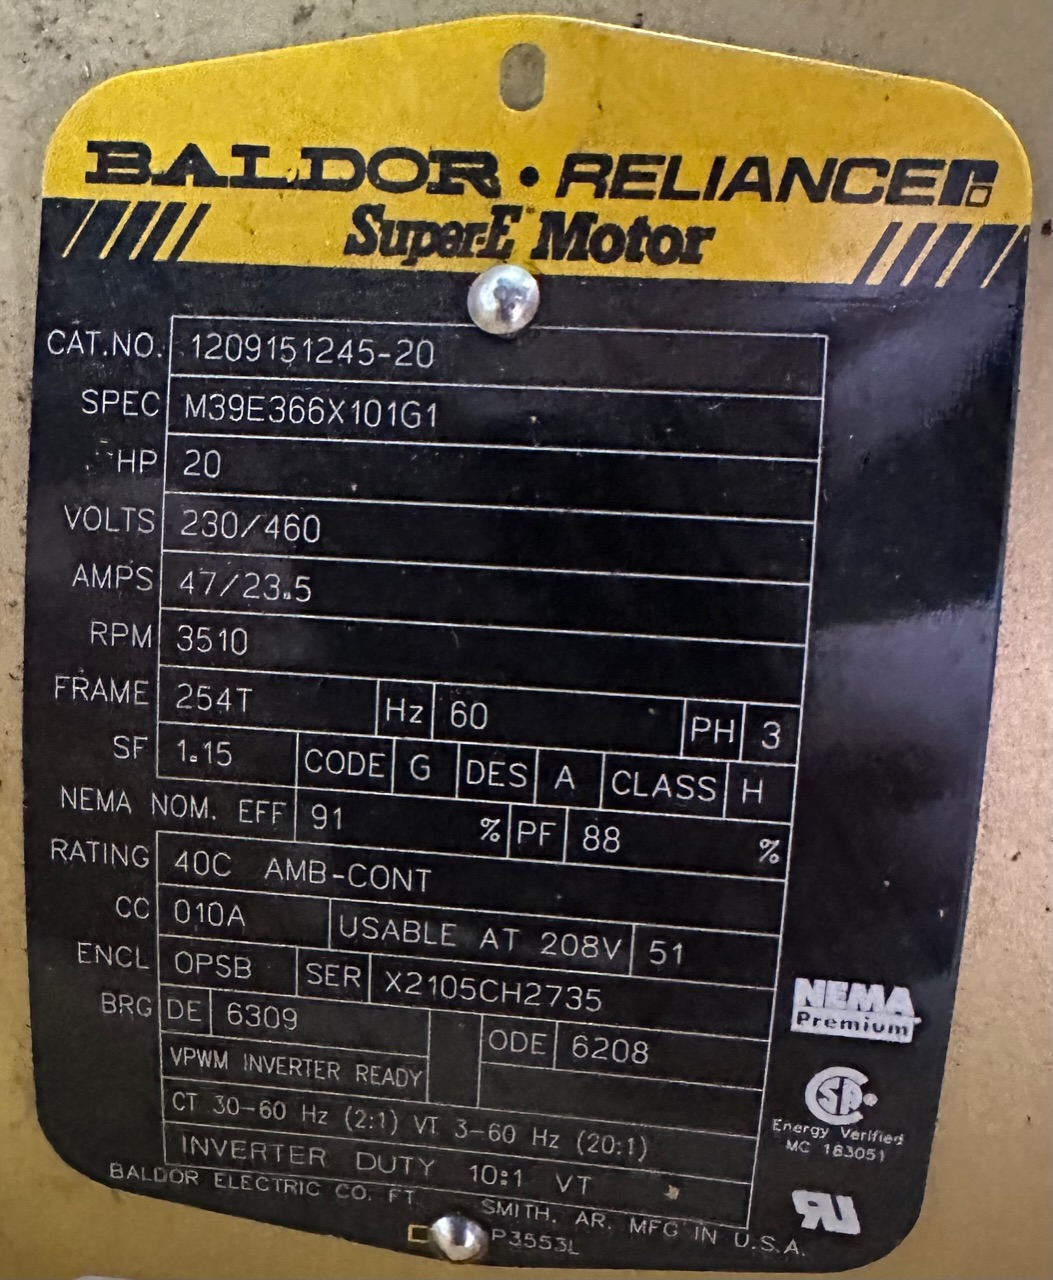 BALDOR • RELIANCE
Super-E Motor
CAT.NO. 1209151245-20
SPEC M39E366X101G1
HP 20
VOLTS 230/460
AMPS 47/23.5
RPM 3510
FRAME 254T Hz 60 PH 3
SF 1.15 CODE G DES A CLASS H
NEMA NOM. EFF 91 % PF 88 %
RATING 40C AMB-CONT
CC 010A USABLE AT 208V 51
ENCL OPSB SER X2105CH2735
BRG DE 6309 ODE 6208
VPWM INVERTER READY
CT 30-60 Hz (2:1) VT 3-60 Hz (20:1)
INVERTER DUTY 10:1 VT
BALDOR ELECTRIC CO. FT. SMITH, AR. MFG IN U.S.A.
P3553L
NEMA
Premium
CSA
Energy Verified
MC 183051
RU